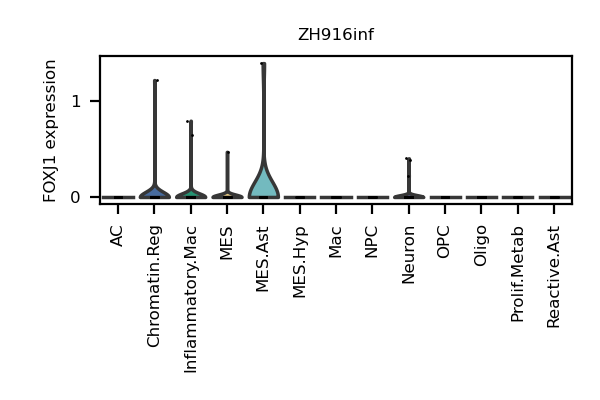 ZH916inf
FOXJ1 expression
1
0
AC
Chromatin.Reg
Inflammatory.Mac
MES
MES.Ast
MES.Hyp
Mac
NPC
Neuron
OPC
Oligo
Prolif.Metab
Reactive.Ast